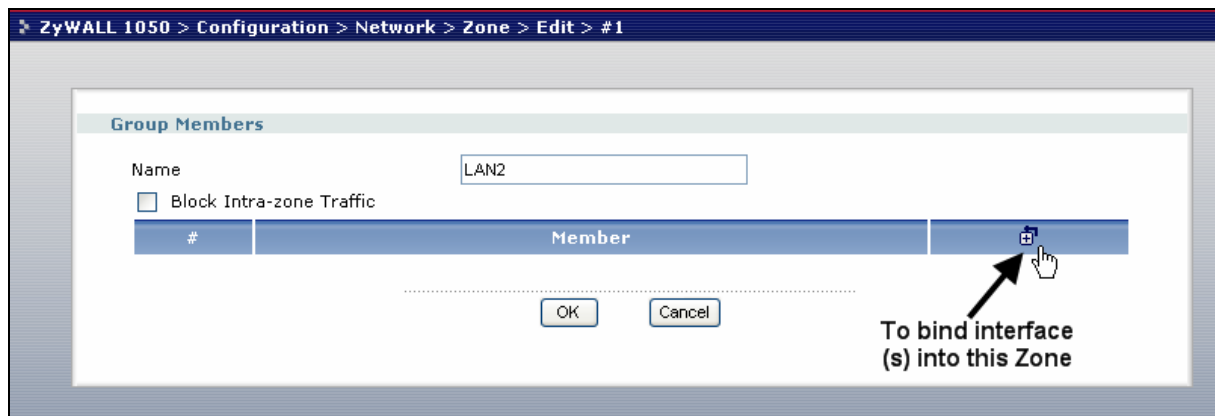 ZyWALL 1050 > Configuration > Network > Zone > Edit > #1
Group Members
Name LAN2
Block Intra-zone Traffic
# Member
OK Cancel
To bind interface
(s) into this Zone